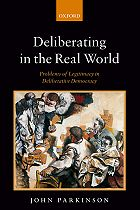 OXFORD
Deliberating
in the Real World
Problems of Legitimacy in
Deliberative Democracy
JOHN PARKINSON